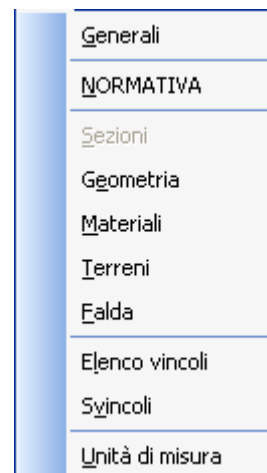 Generali
NORMATIVA
Sezioni
Geometria
Materiali
Terreni
Falda
Elenco vincoli
Svincoli
Unità di misura